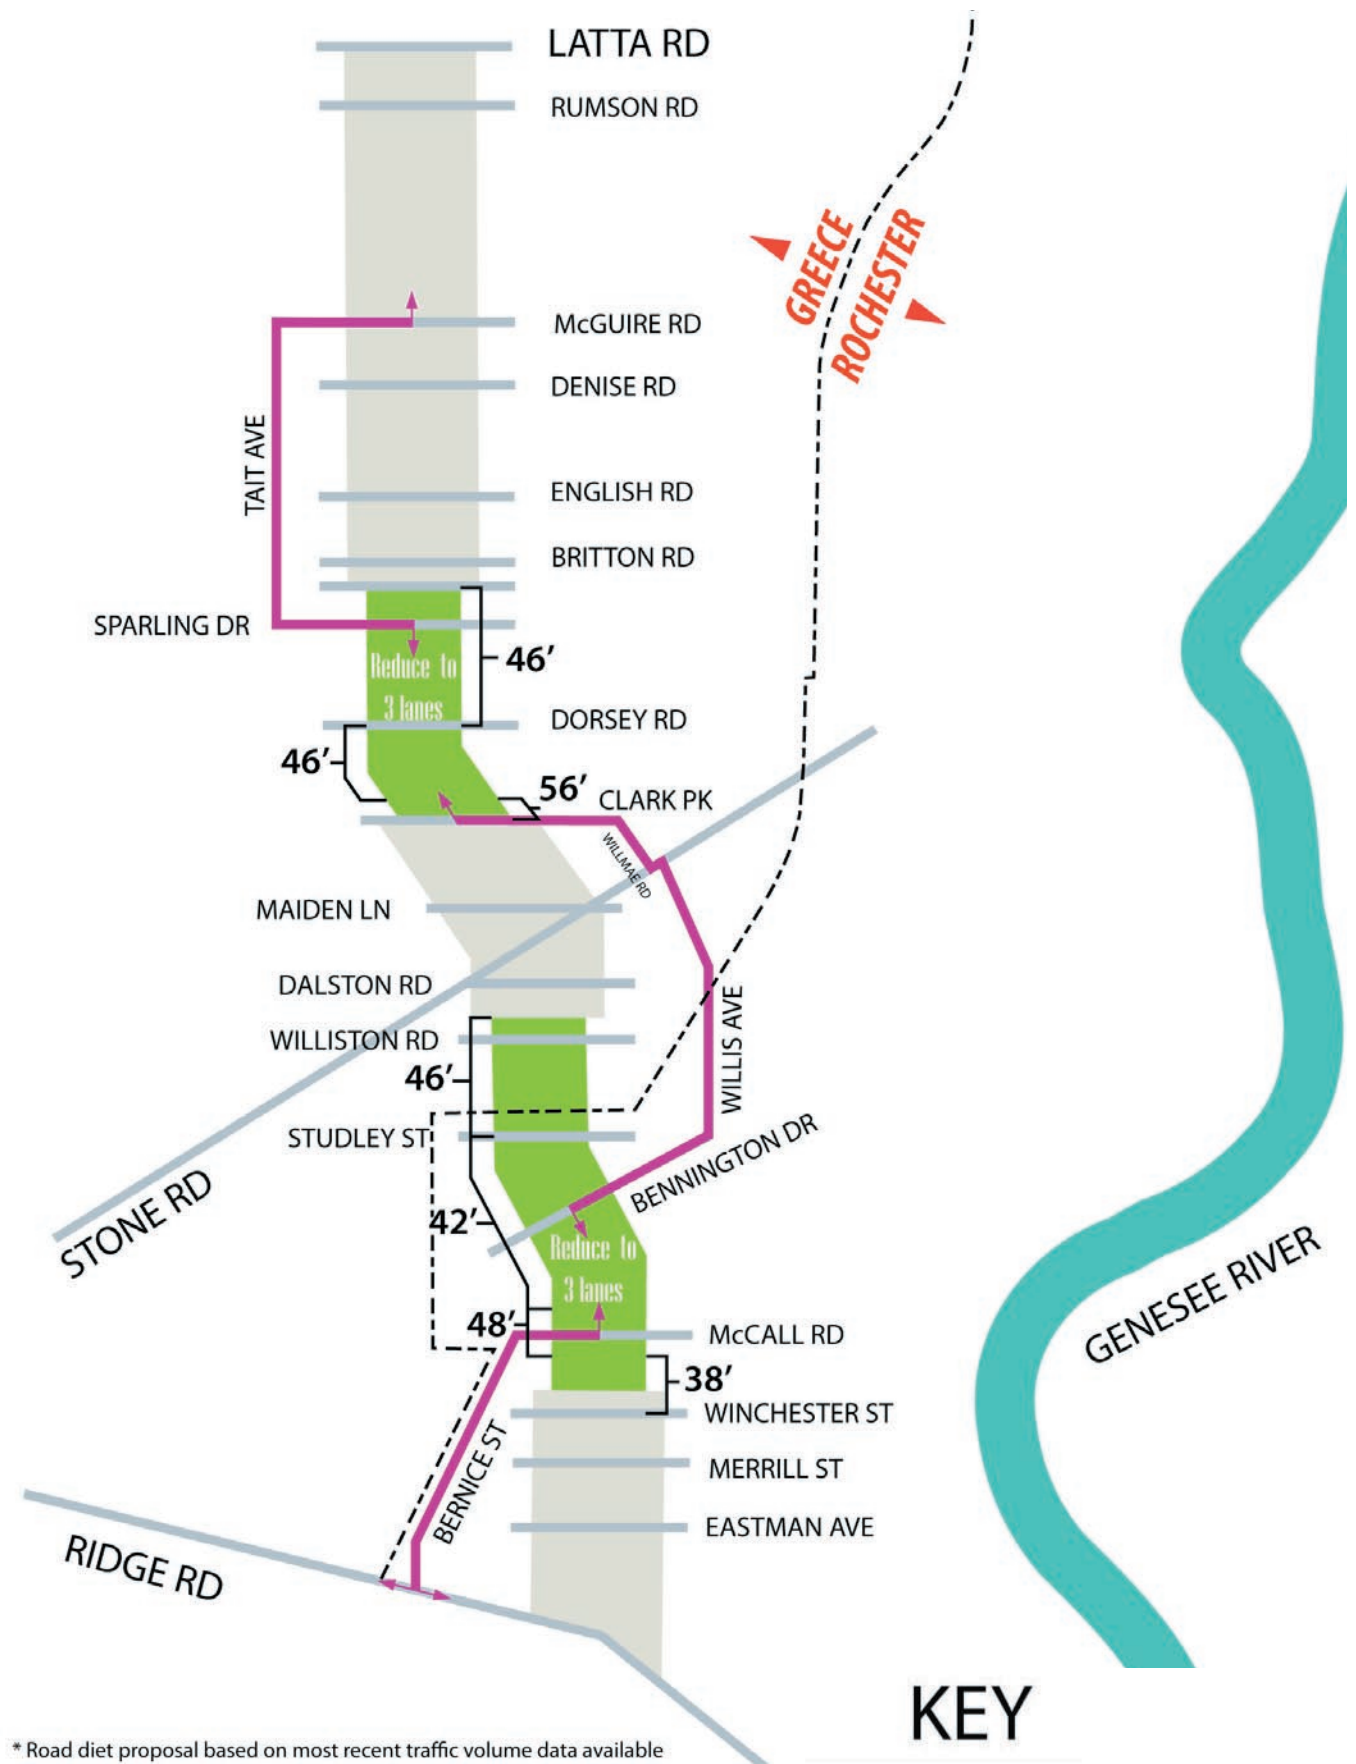 LATTA RD
RUMSON RD
GREECE
ROCHESTER
McGUIRE RD
DENISE RD
TAIT AVE
ENGLISH RD
BRITTON RD
SPARLING DR
46’
Reduce to
3 lanes
DORSEY RD
46’
56’
CLARK PK
WILLMAE RD
MAIDEN LN
DALSTON RD
WILLISTON RD
WILLIS AVE
46’
STUDLEY ST
BENNINGTON DR
STONE RD
42’
Reduce to
3 lanes
GENESEE RIVER
48’
McCALL RD
38’
WINCHESTER ST
BERNICE ST
MERRILL ST
EASTMAN AVE
RIDGE RD
KEY
* Road diet proposal based on most recent traffic volume data available